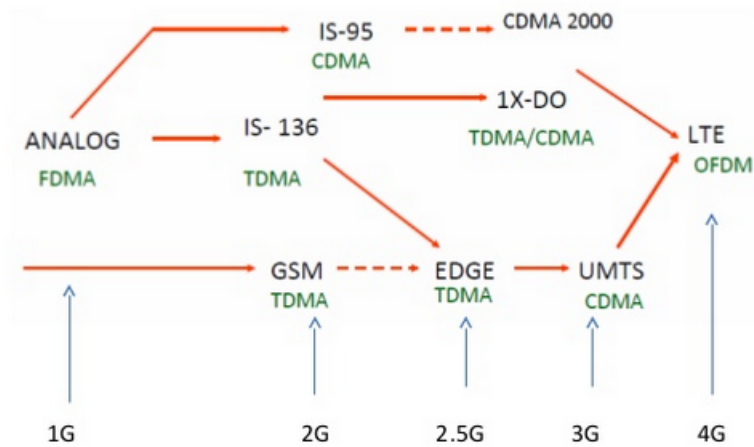 IS-95
CDMA
CDMA 2000
1X-DO
TDMA/CDMA
ANALOG
FDMA
IS- 136
TDMA
LTE
OFDM
GSM
TDMA
EDGE
TDMA
UMTS
CDMA
1G
2G
2.5G
3G
4G